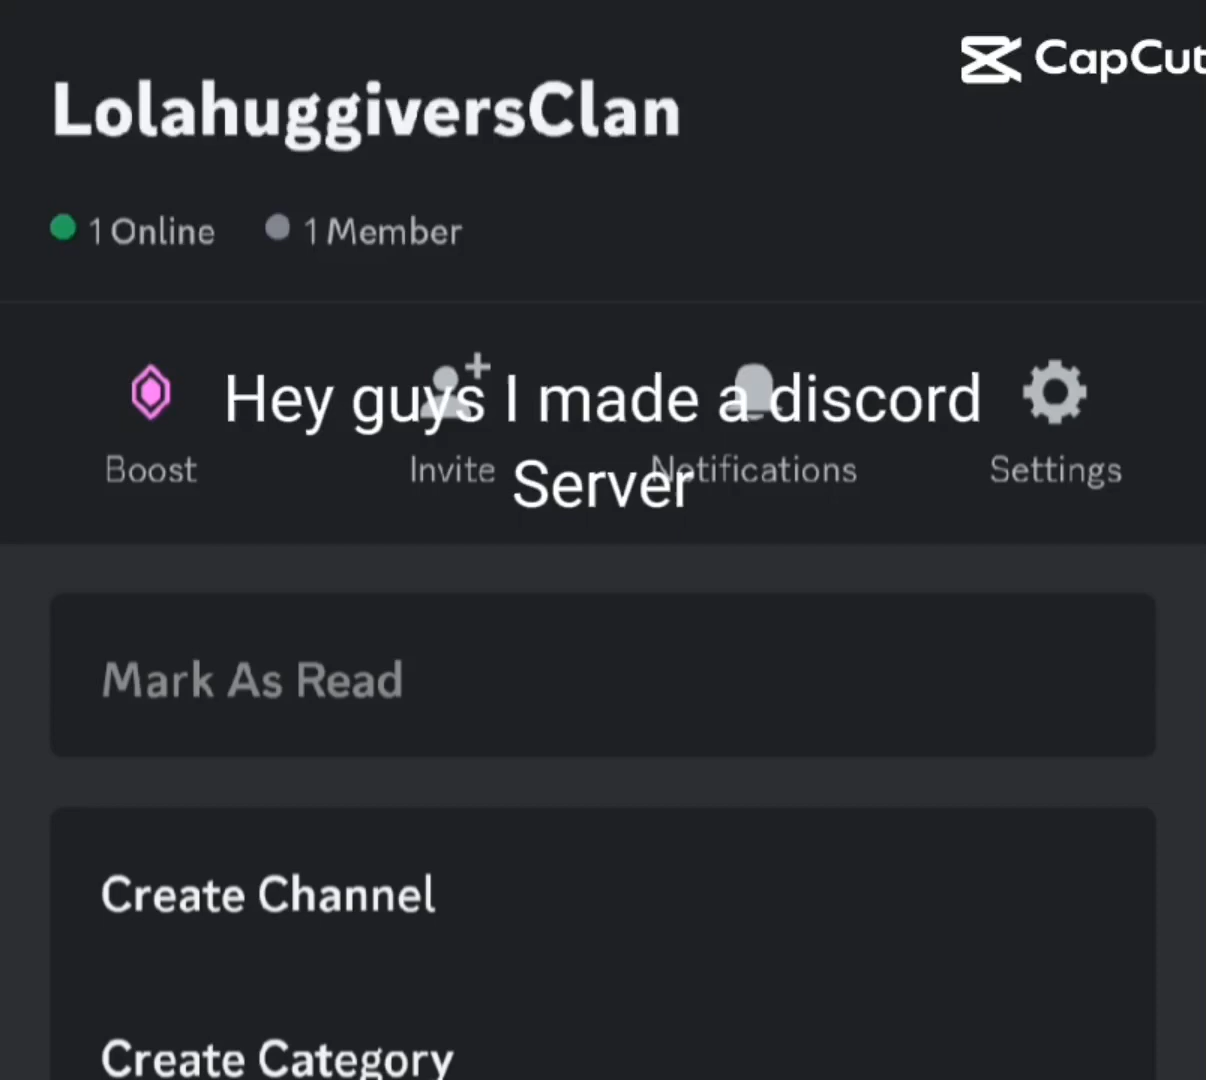 CapCut
LolahuggiversClan
1 Online 1 Member
Hey guys I made a discord
Server
Boost Invite Notifications Settings
Mark As Read
Create Channel
Create Category